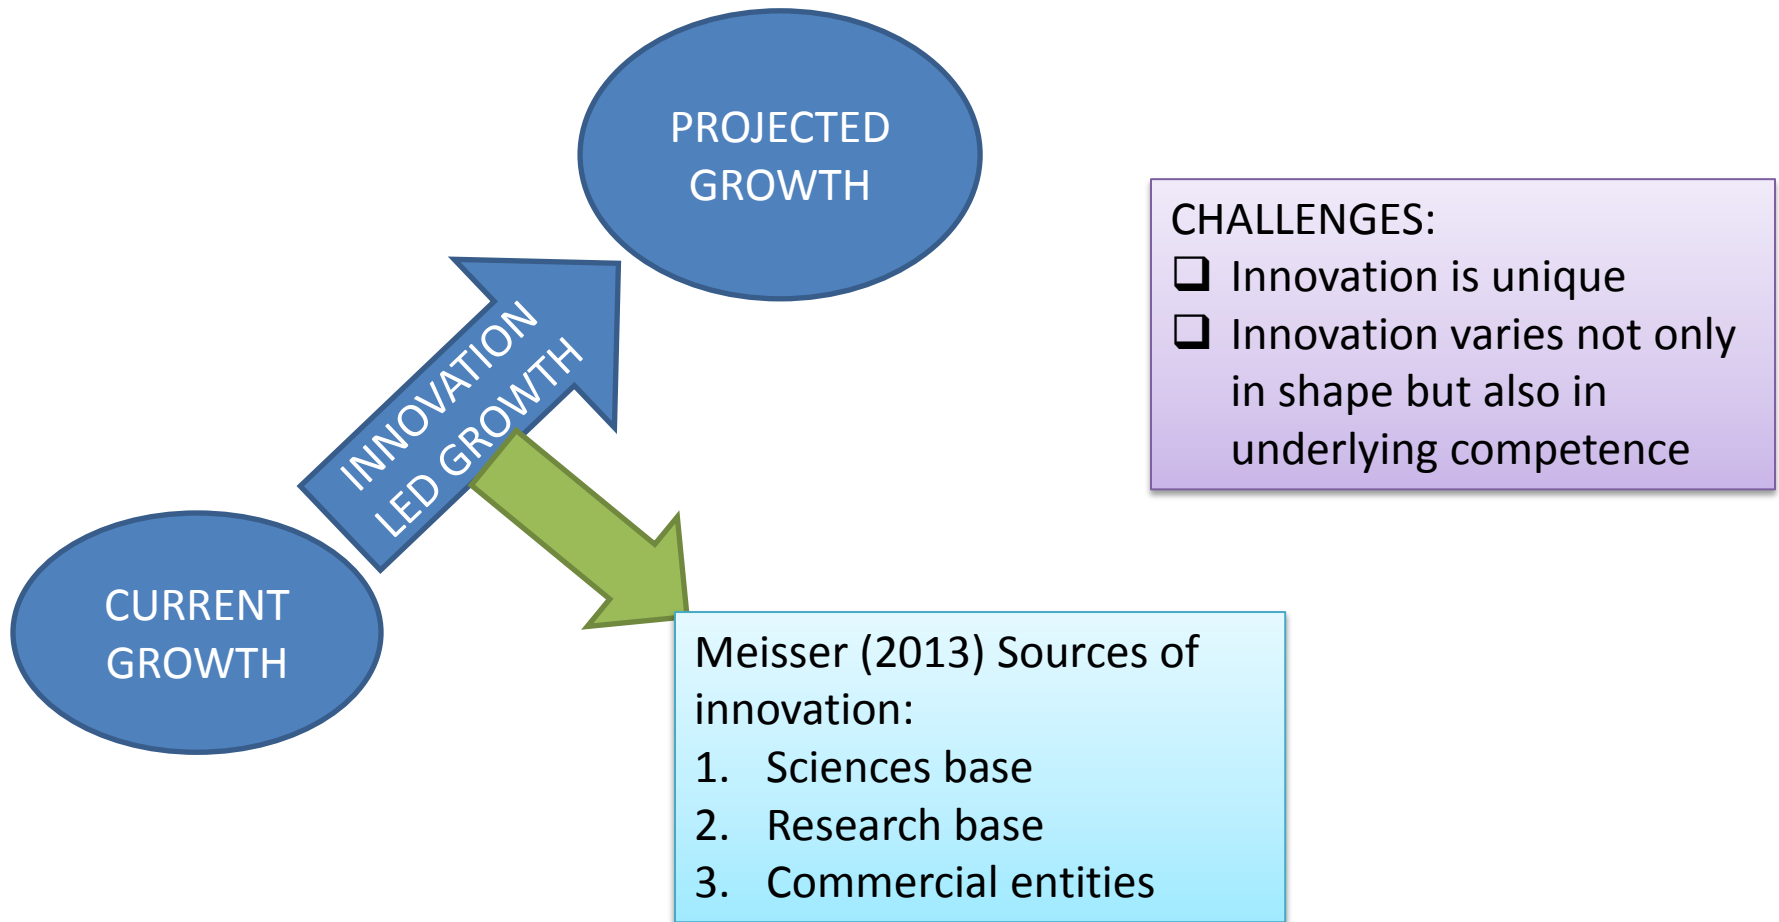 PROJECTED
GROWTH
INNOVATION
LED GROWTH
CURRENT
GROWTH
CHALLENGES:
❑ Innovation is unique
❑ Innovation varies not only
in shape but also in
underlying competence
Meisser (2013) Sources of
innovation:
1. Sciences base
2. Research base
3. Commercial entities